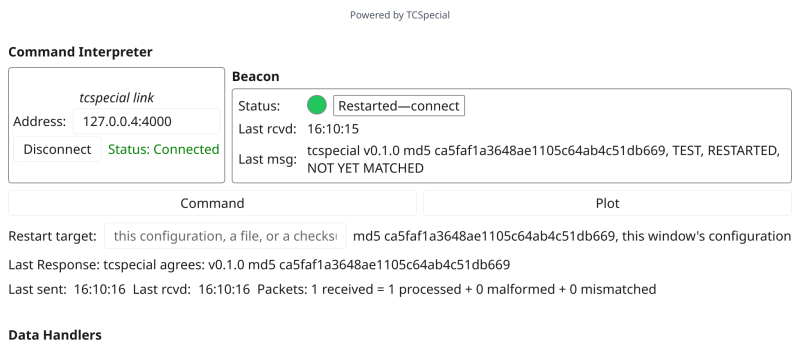 Powered by TCSpecial
Command Interpreter
tcspecial link
Address: 127.0.0.4:4000
Disconnect Status: Connected
Beacon
Status: Restarted—connect
Last rcvd: 16:10:15
Last msg: tcspecial v0.1.0 md5 ca5faf1a3648ae1105c64ab4c51db669, TEST, RESTARTED,
NOT YET MATCHED
Command Plot
Restart target: this configuration, a file, or a checks md5 ca5faf1a3648ae1105c64ab4c51db669, this window's configuration
Last Response: tcspecial agrees: v0.1.0 md5 ca5faf1a3648ae1105c64ab4c51db669
Last sent: 16:10:16 Last rcvd: 16:10:16 Packets: 1 received = 1 processed + 0 malformed + 0 mismatched
Data Handlers